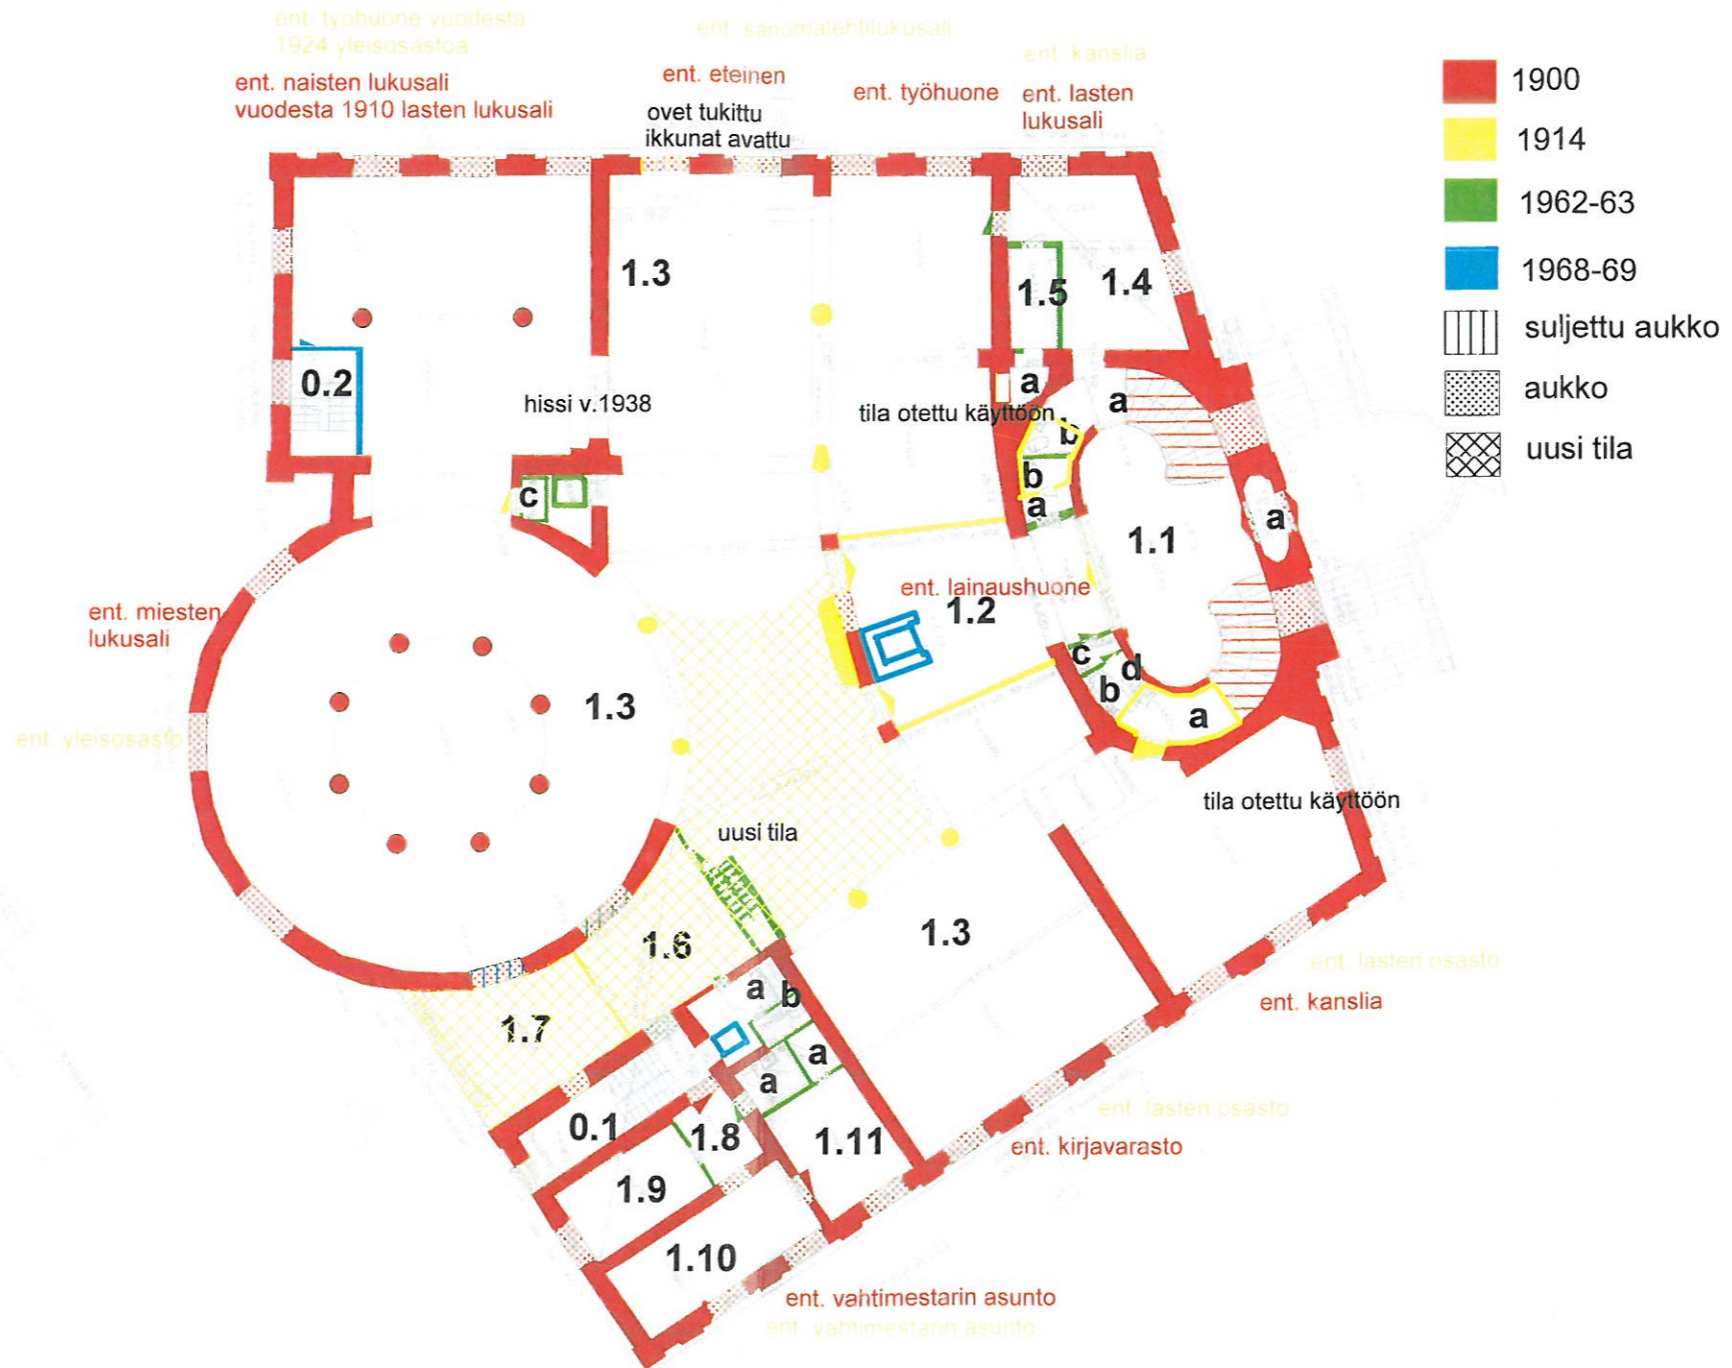 ent. työhuone vuodesta
1924 yleisosastoa
ent. naisten lukusali
vuodesta 1910 lasten lukusali
ent. sanomalehtilukusali
ent. eteinen
ovet tukittu
ikkunat avattu
ent. työhuone
ent. kanslia
ent. lasten
lukusali
1900
1914
1962-63
1968-69
suljettu aukko
aukko
uusi tila
1.3
1.5
1.4
0.2
hissi v.1938
tila otettu käyttöön
a
a
b
b
a
c
1.1
a
ent. miesten
lukusali
ent. lainaushuone
1.2
c
d
b
a
1.3
ent. yleisosasto
tila otettu käyttöön
uusi tila
1.6
1.3
ent. lasten osasto
ent. kanslia
a
b
1.7
a
a
0.1
1.8
1.11
ent. lasten osasto
ent. kirjavarasto
1.9
1.10
ent. vahtimestarin asunto
ent. vahtimestarin asunto